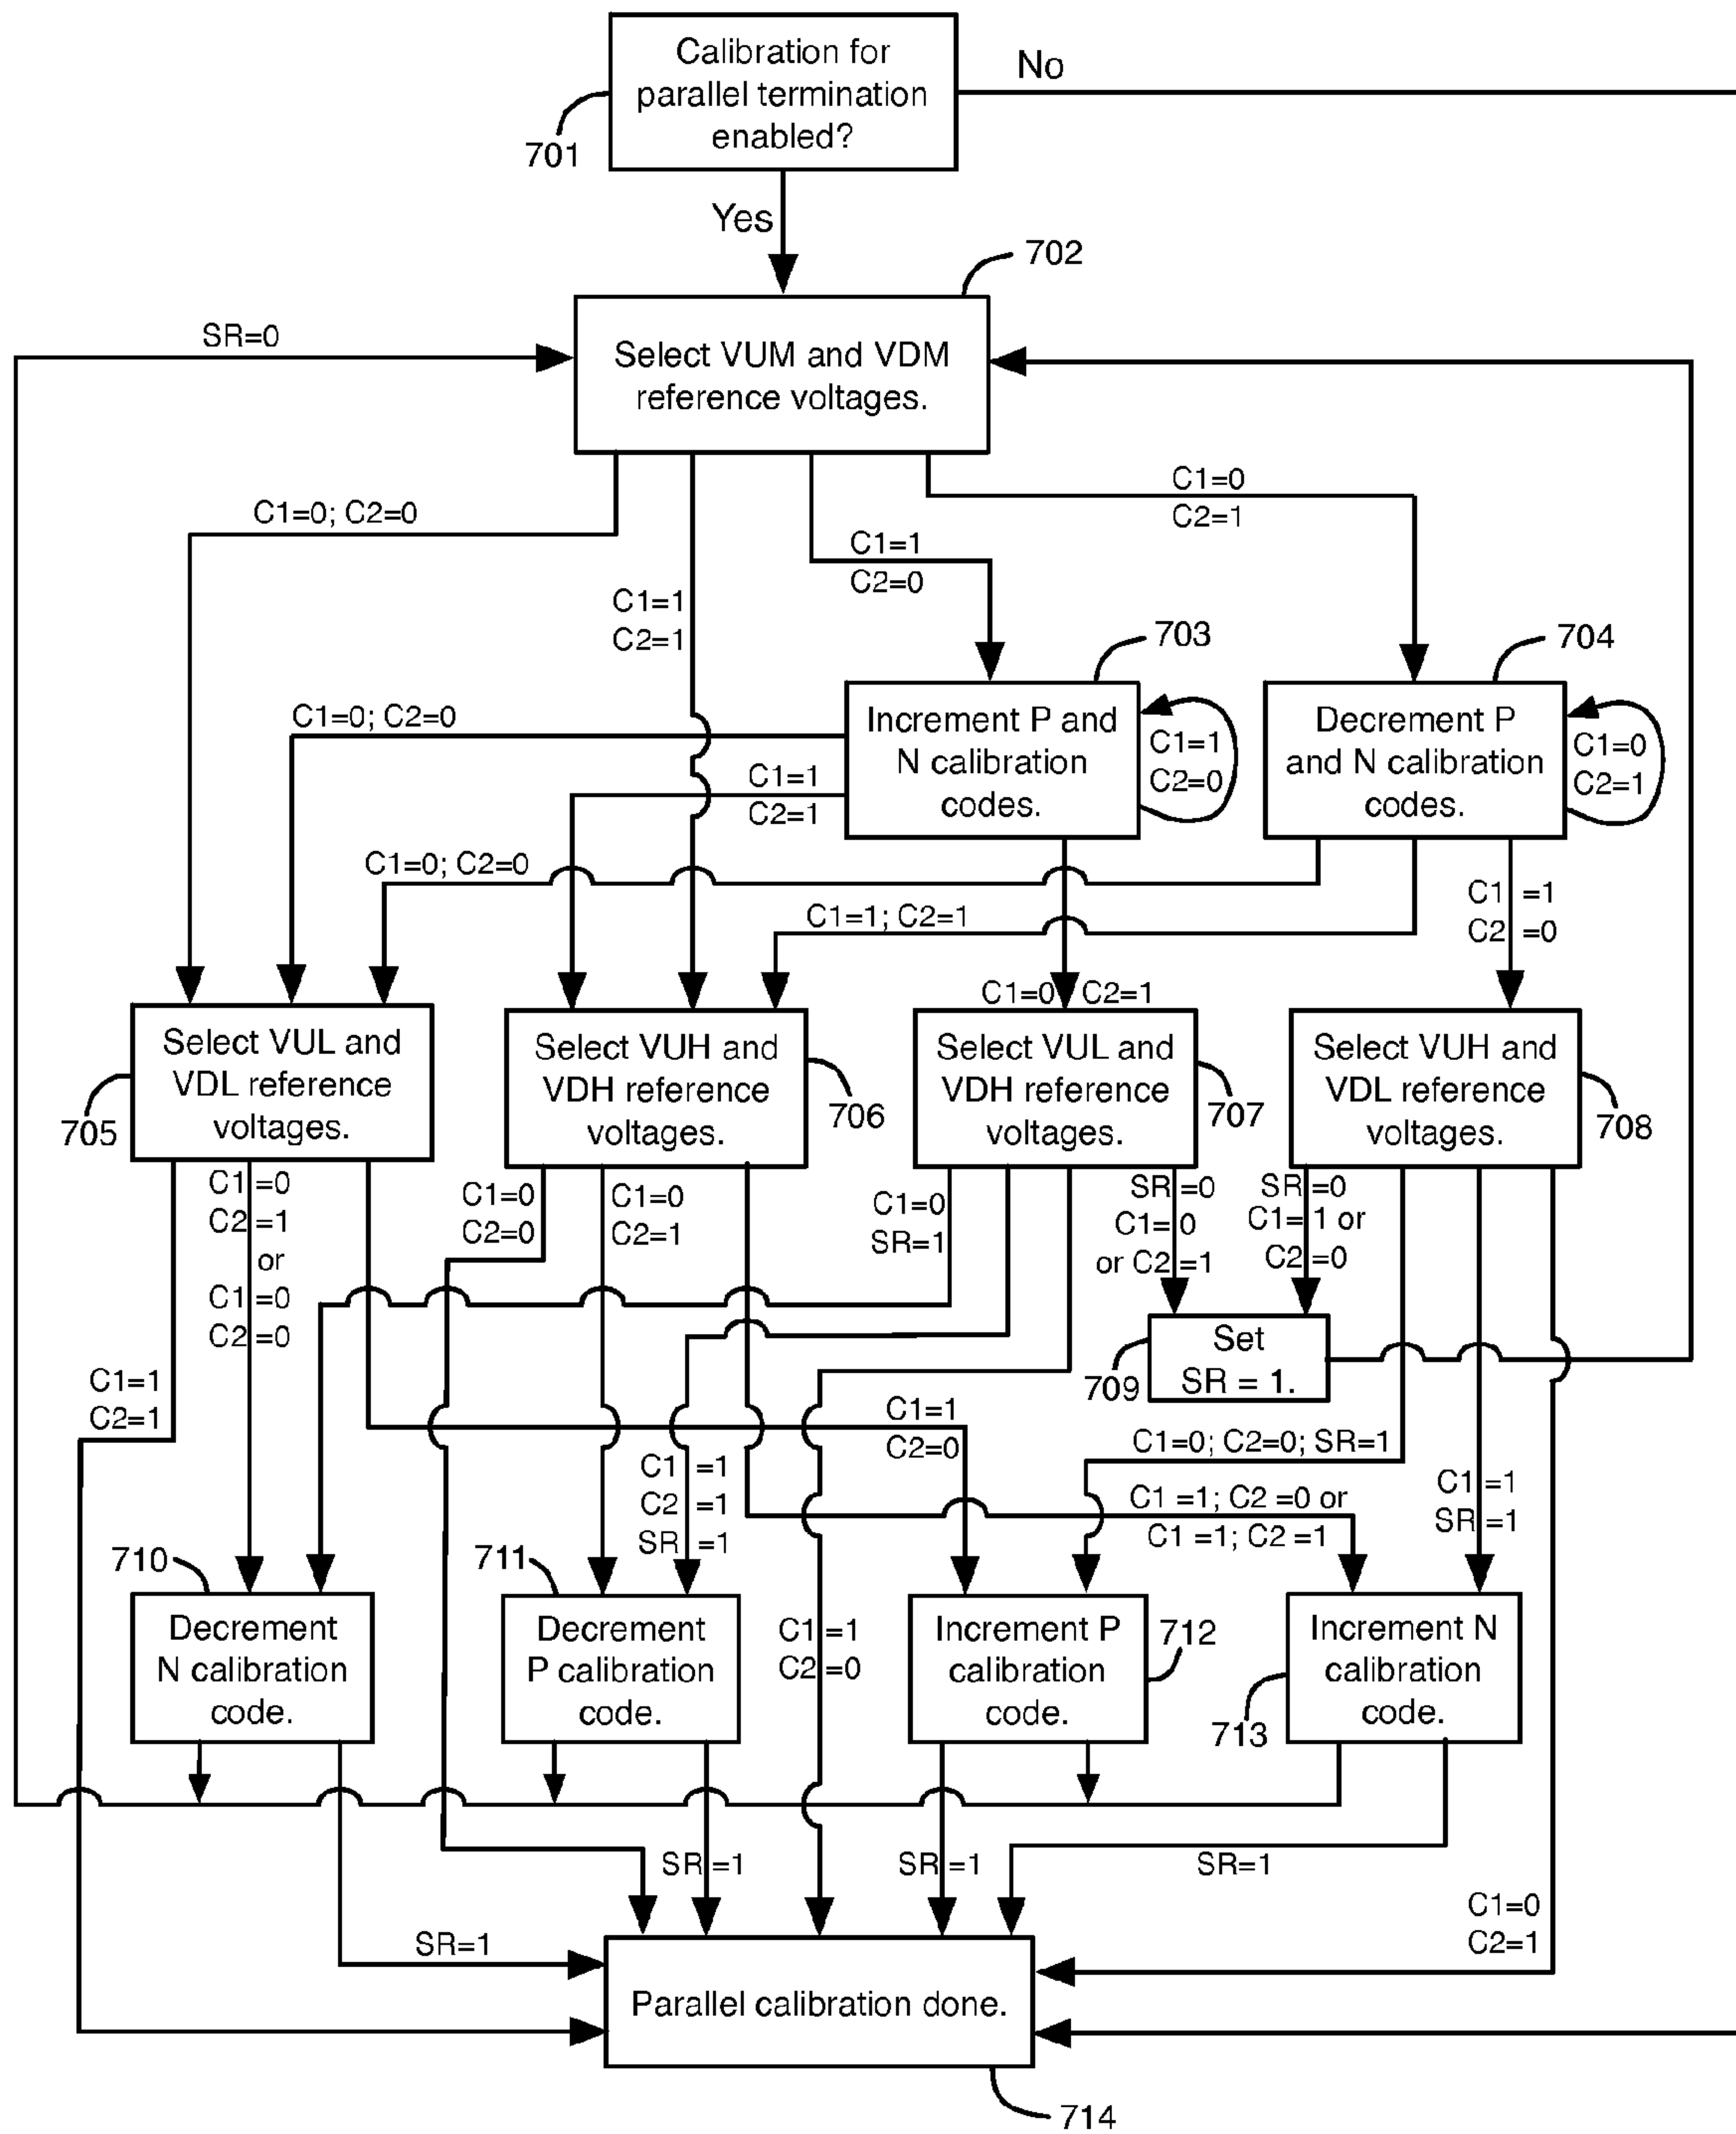 Calibration for
parallel termination
enabled?
No
701
Yes
702
SR=0
Select VUM and VDM
reference voltages.
C1=0; C2=0
C1=1
C2=1
C1=1
C2=0
C1=0
C2=1
703
704
Increment P and
N calibration
codes.
C1=1
C2=0
Decrement P
and N calibration
codes.
C1=0
C2=1
C1=0; C2=0
C1=1
C2=1
C1=0; C2=0
C1=1; C2=1
C1 =1
C2 =0
C1=0 C2=1
Select VUL and
VDL reference
voltages.
705
Select VUH and
VDH reference
voltages.
706
Select VUL and
VDH reference
voltages.
707
Select VUH and
VDL reference
voltages.
708
C1 =0
C2 =1
or
C1 =0
C2 =0
C1=0
C2=0
C1=0
C2=1
C1=0
SR=1
SR =0
C1= 0
or C2 =1
SR =0
C1= 1 or
C2 =0
Set
SR = 1.
709
C1=1
C2=1
C1=1
C2=0
C1=0; C2=0; SR=1
C1 =1
C2 =1
SR =1
C1 =1; C2 =0 or
C1 =1; C2 =1
C1 =1
SR =1
710
711
Decrement
N calibration
code.
Decrement
P calibration
code.
C1 =1
C2 =0
Increment P
calibration
code.
712
Increment N
calibration
code.
713
SR =1
SR =1
SR=1
SR=1
C1=0
C2=1
Parallel calibration done.
714